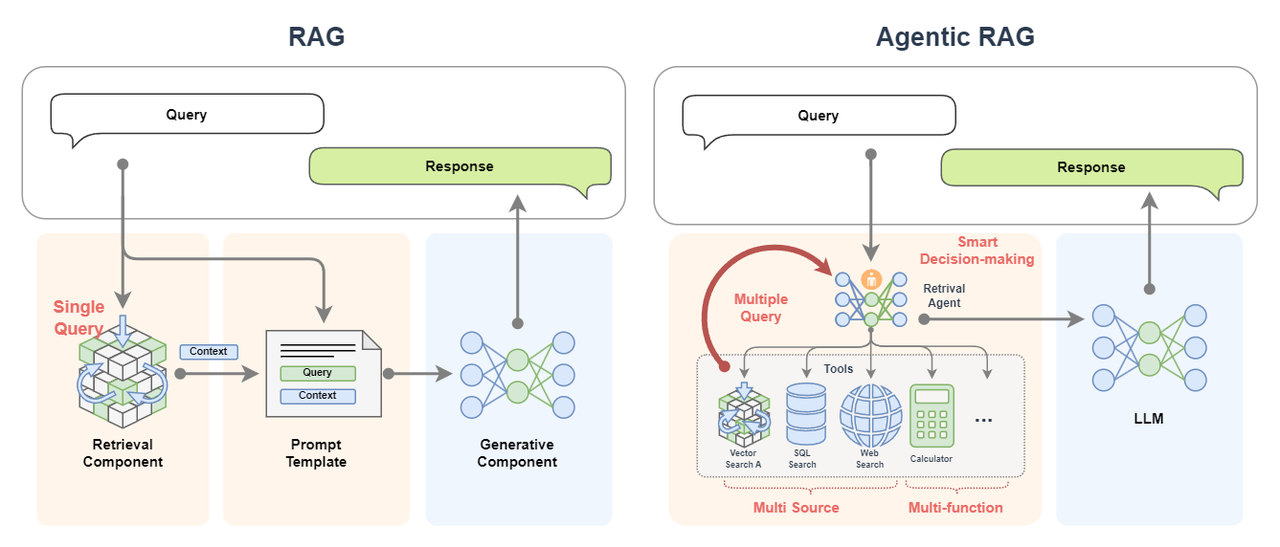 RAG
Query
Response
Single
Query
Context
Query
Context
Retrieval
Component
Prompt
Template
Generative
Component
Agentic RAG
Query
Response
Smart
Decision-making
Multiple
Query
Retrival
Agent
Tools
Vector
Search A
SQL
Search
Web
Search
Calculator
...
Multi Source
Multi-function
LLM